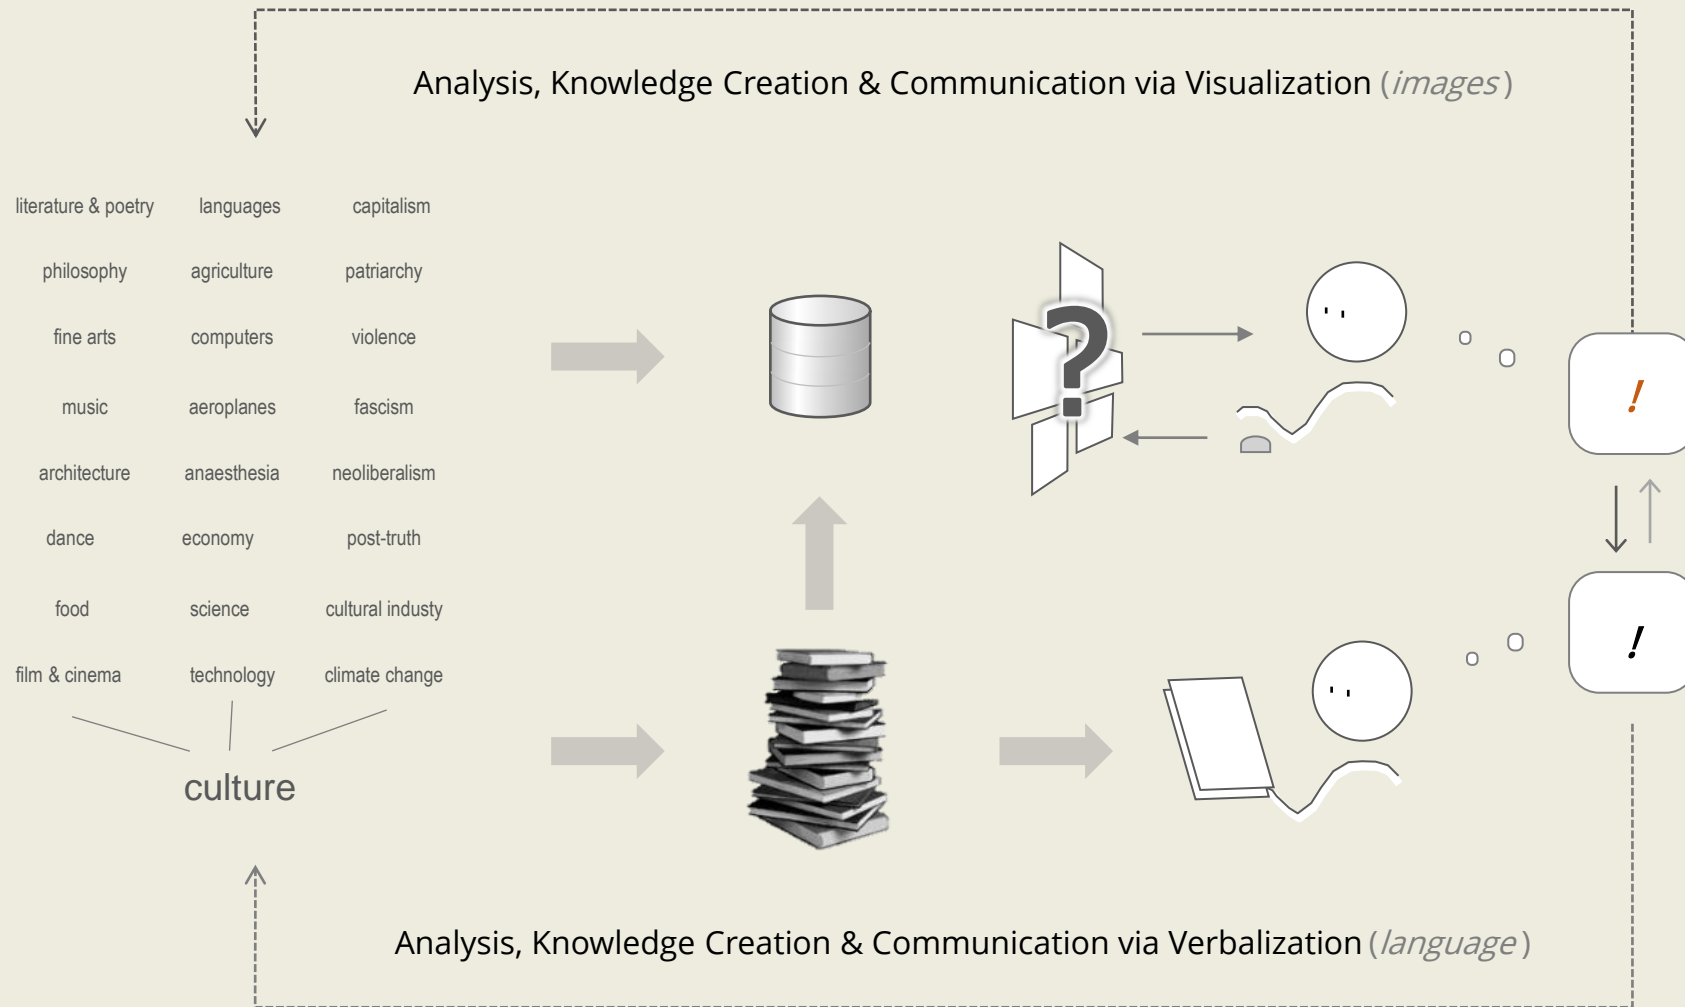 Analysis, Knowledge Creation & Communication via Visualization (images)
literature & poetry languages capitalism
philosophy agriculture patriarchy
fine arts computers violence
music aeroplanes fascism
architecture anaesthesia neoliberalism
dance economy post-truth
food science cultural industy
film & cinema technology climate change
culture
?
!
!
Analysis, Knowledge Creation & Communication via Verbalization (language)